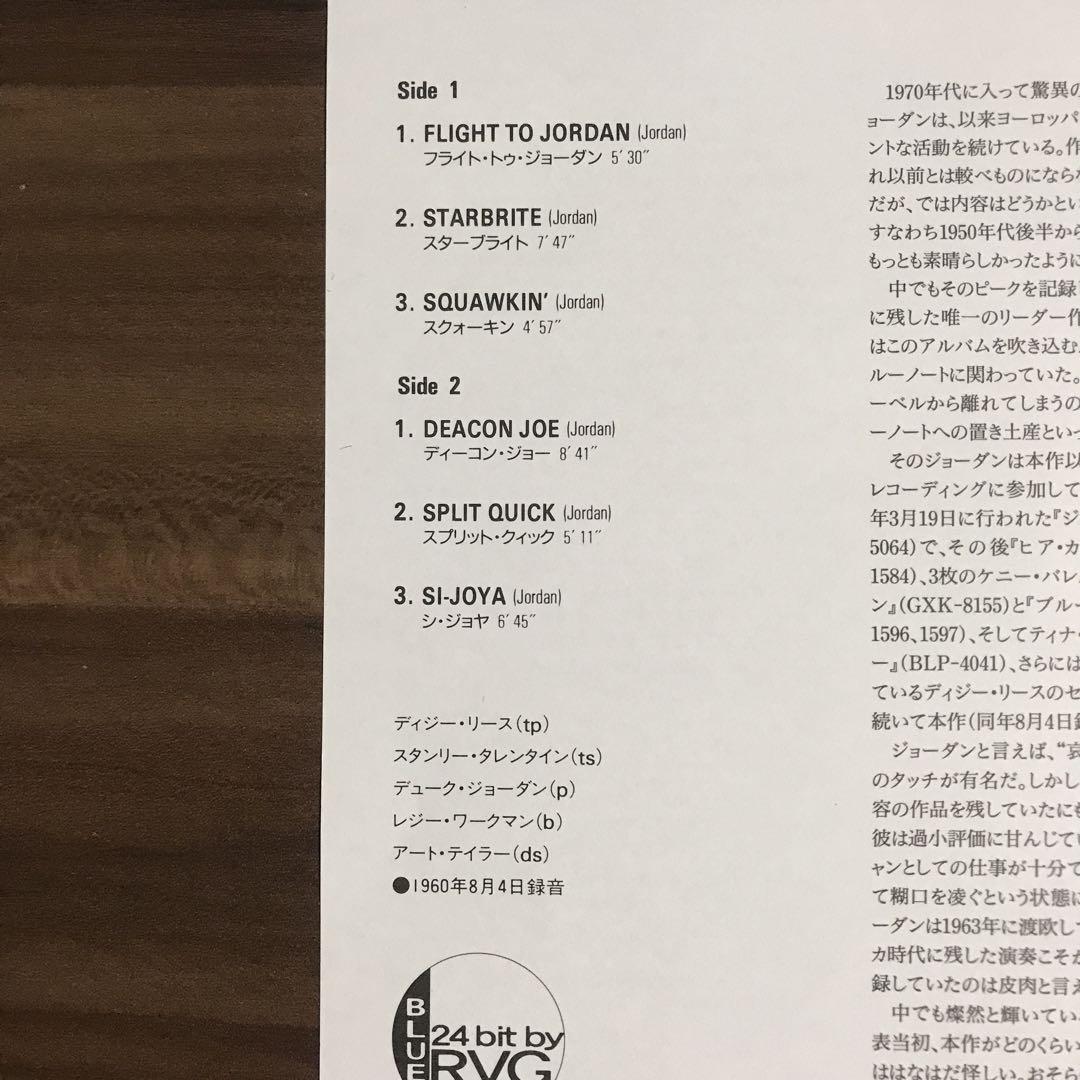 Side 1
1. FLIGHT TO JORDAN (Jordan)
フライト・トゥ・ジョーダン 5′30″
2. STARBRITE (Jordan)
スターブライト 7′47″
3. SQUAWKIN′ (Jordan)
スクォーキン 4′57″
Side 2
1. DEACON JOE (Jordan)
ディーコン・ジョー 8′41″
2. SPLIT QUICK (Jordan)
スプリット・クィック 5′11″
3. SI-JOYA (Jordan)
シ・ジョヤ 6′45″
ディジー・リース(tp)
スタンリー・タレンタイン(ts)
デューク・ジョーダン(p)
レジー・ワークマン(b)
アート・テイラー(ds)
●1960年8月4日録音
BLUE
24 bit by
RVG
1970年代に入って驚異の
ョーダンは、以来ヨーロッパ
ントな活動を続けている。作
れ以前とは較べものにならな
だが、では内容はどうかとい
すなわち1950年代後半から
もっとも素晴らしかったように
中でもそのピークを記録
に残した唯一のリーダー作
はこのアルバムを吹き込む
ルーノートに関わっていた。
ーベルから離れてしまうの
ーノートへの置き土産といっ
そのジョーダンは本作以
レコーディングに参加して
年3月19日に行われた『ジ
5064)で、その後『ヒア・カ
1584)、3枚のケニー・バレ
ン』(GXK-8155)と『ブルー
1596、1597)、そしてティナ・
ー』(BLP-4041)、さらには
ているディジー・リースのセ
続いて本作(同年8月4日録
ジョーダンと言えば、“哀
のタッチが有名だ。しかし
容の作品を残していたにも
彼は過小評価に甘んじてい
ャンとしての仕事が十分で
て糊口を凌ぐという状態に
ーダンは1963年に渡欧して
カ時代に残した演奏こそが
録していたのは皮肉と言え
中でも燦然と輝いてい
表当初、本作がどのくらい
ははなはだ怪しい。おそら